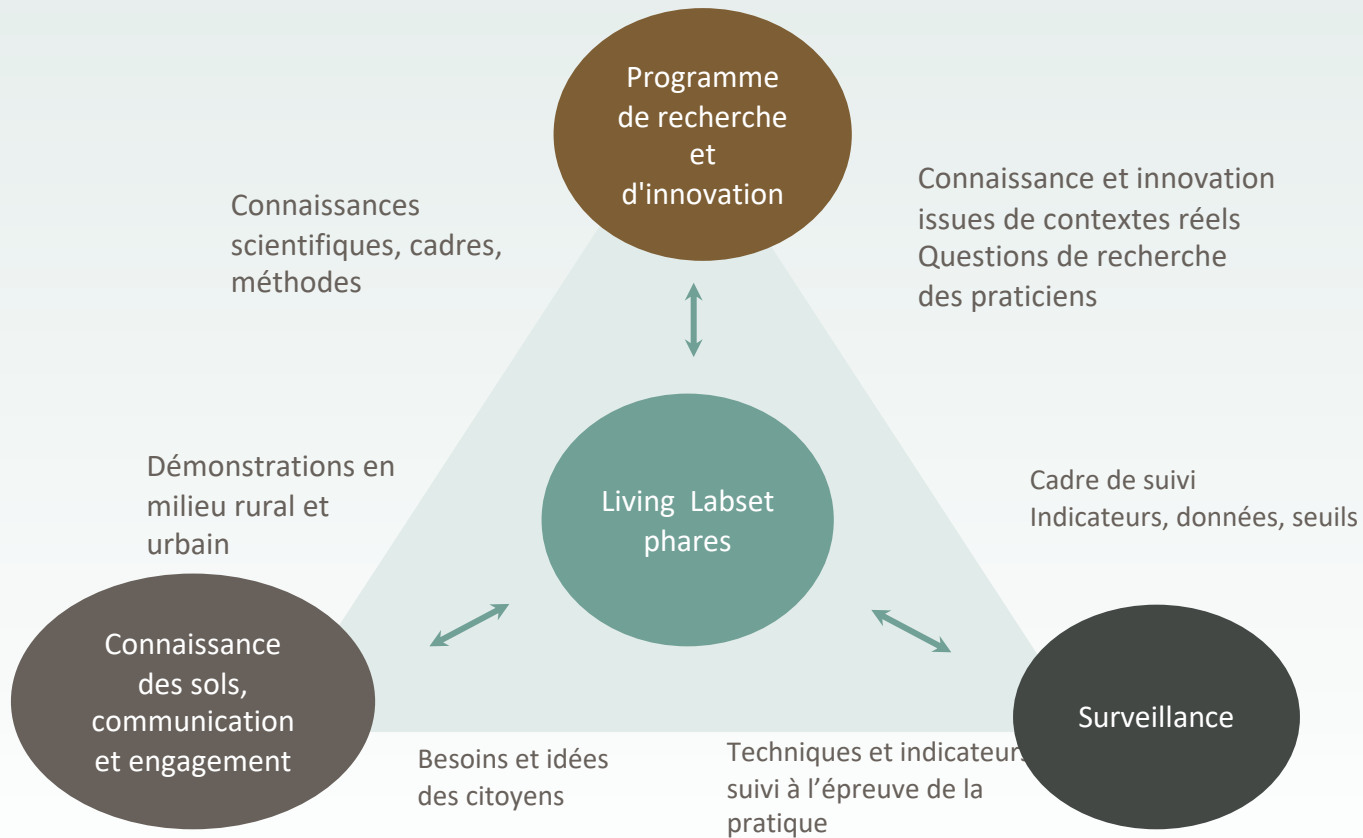 Programme
de recherche
et
d'innovation
Connaissances
scientifiques, cadres,
méthodes
Connaissance et innovation
issues de contextes réels
Questions de recherche
des praticiens
Démonstrations en
milieu rural et
urbain
Living Labset
phares
Cadre de suivi
Indicateurs, données, seuils
Connaissance
des sols,
communication
et engagement
Surveillance
Besoins et idées
des citoyens
Techniques et indicateurs
suivi à l’épreuve de la
pratique